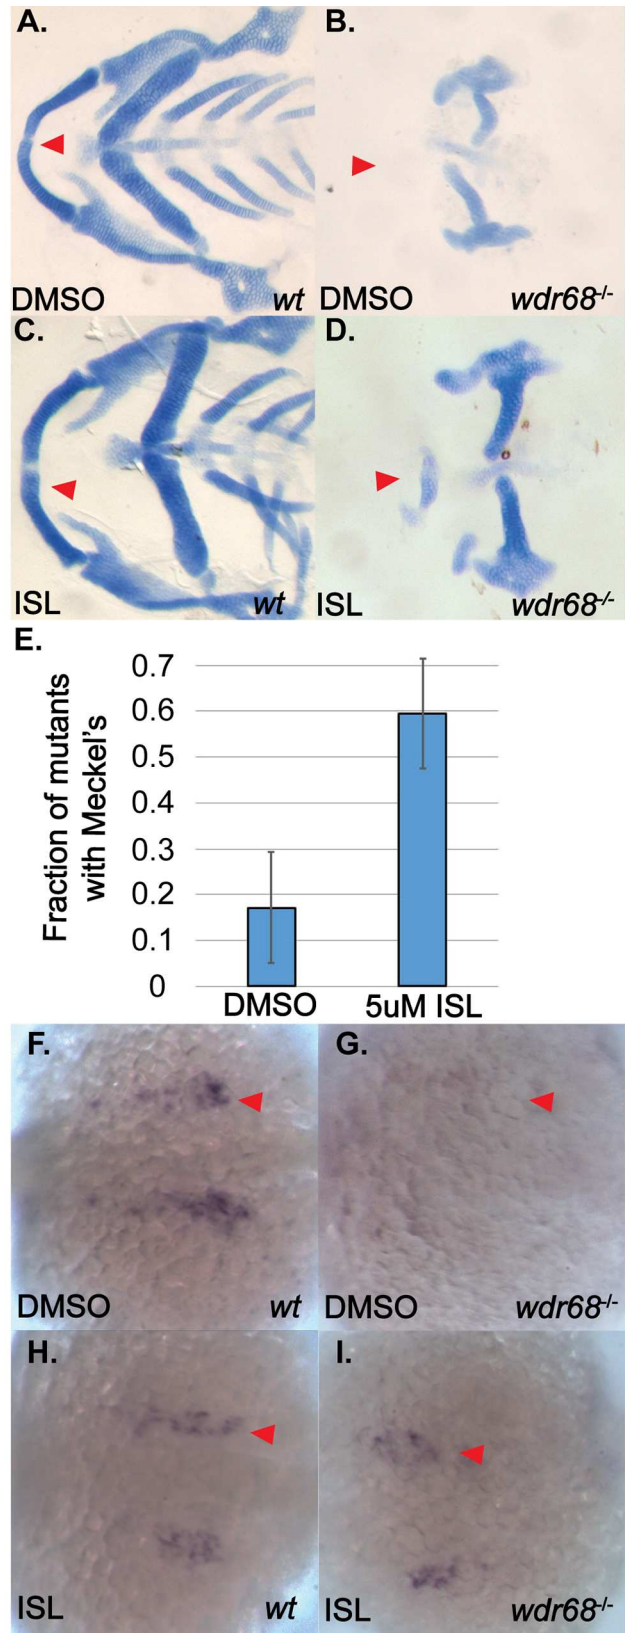 A.
B.
DMSO wt
DMSO wdr68-/-
C.
D.
ISL wt
ISL wdr68-/-
E.
Fraction of mutants
with Meckel's
0.7
0.6
0.5
0.4
0.3
0.2
0.1
0
DMSO 5uM ISL
F.
G.
DMSO wt
DMSO wdr68-/-
H.
I.
ISL wt
ISL wdr68-/-